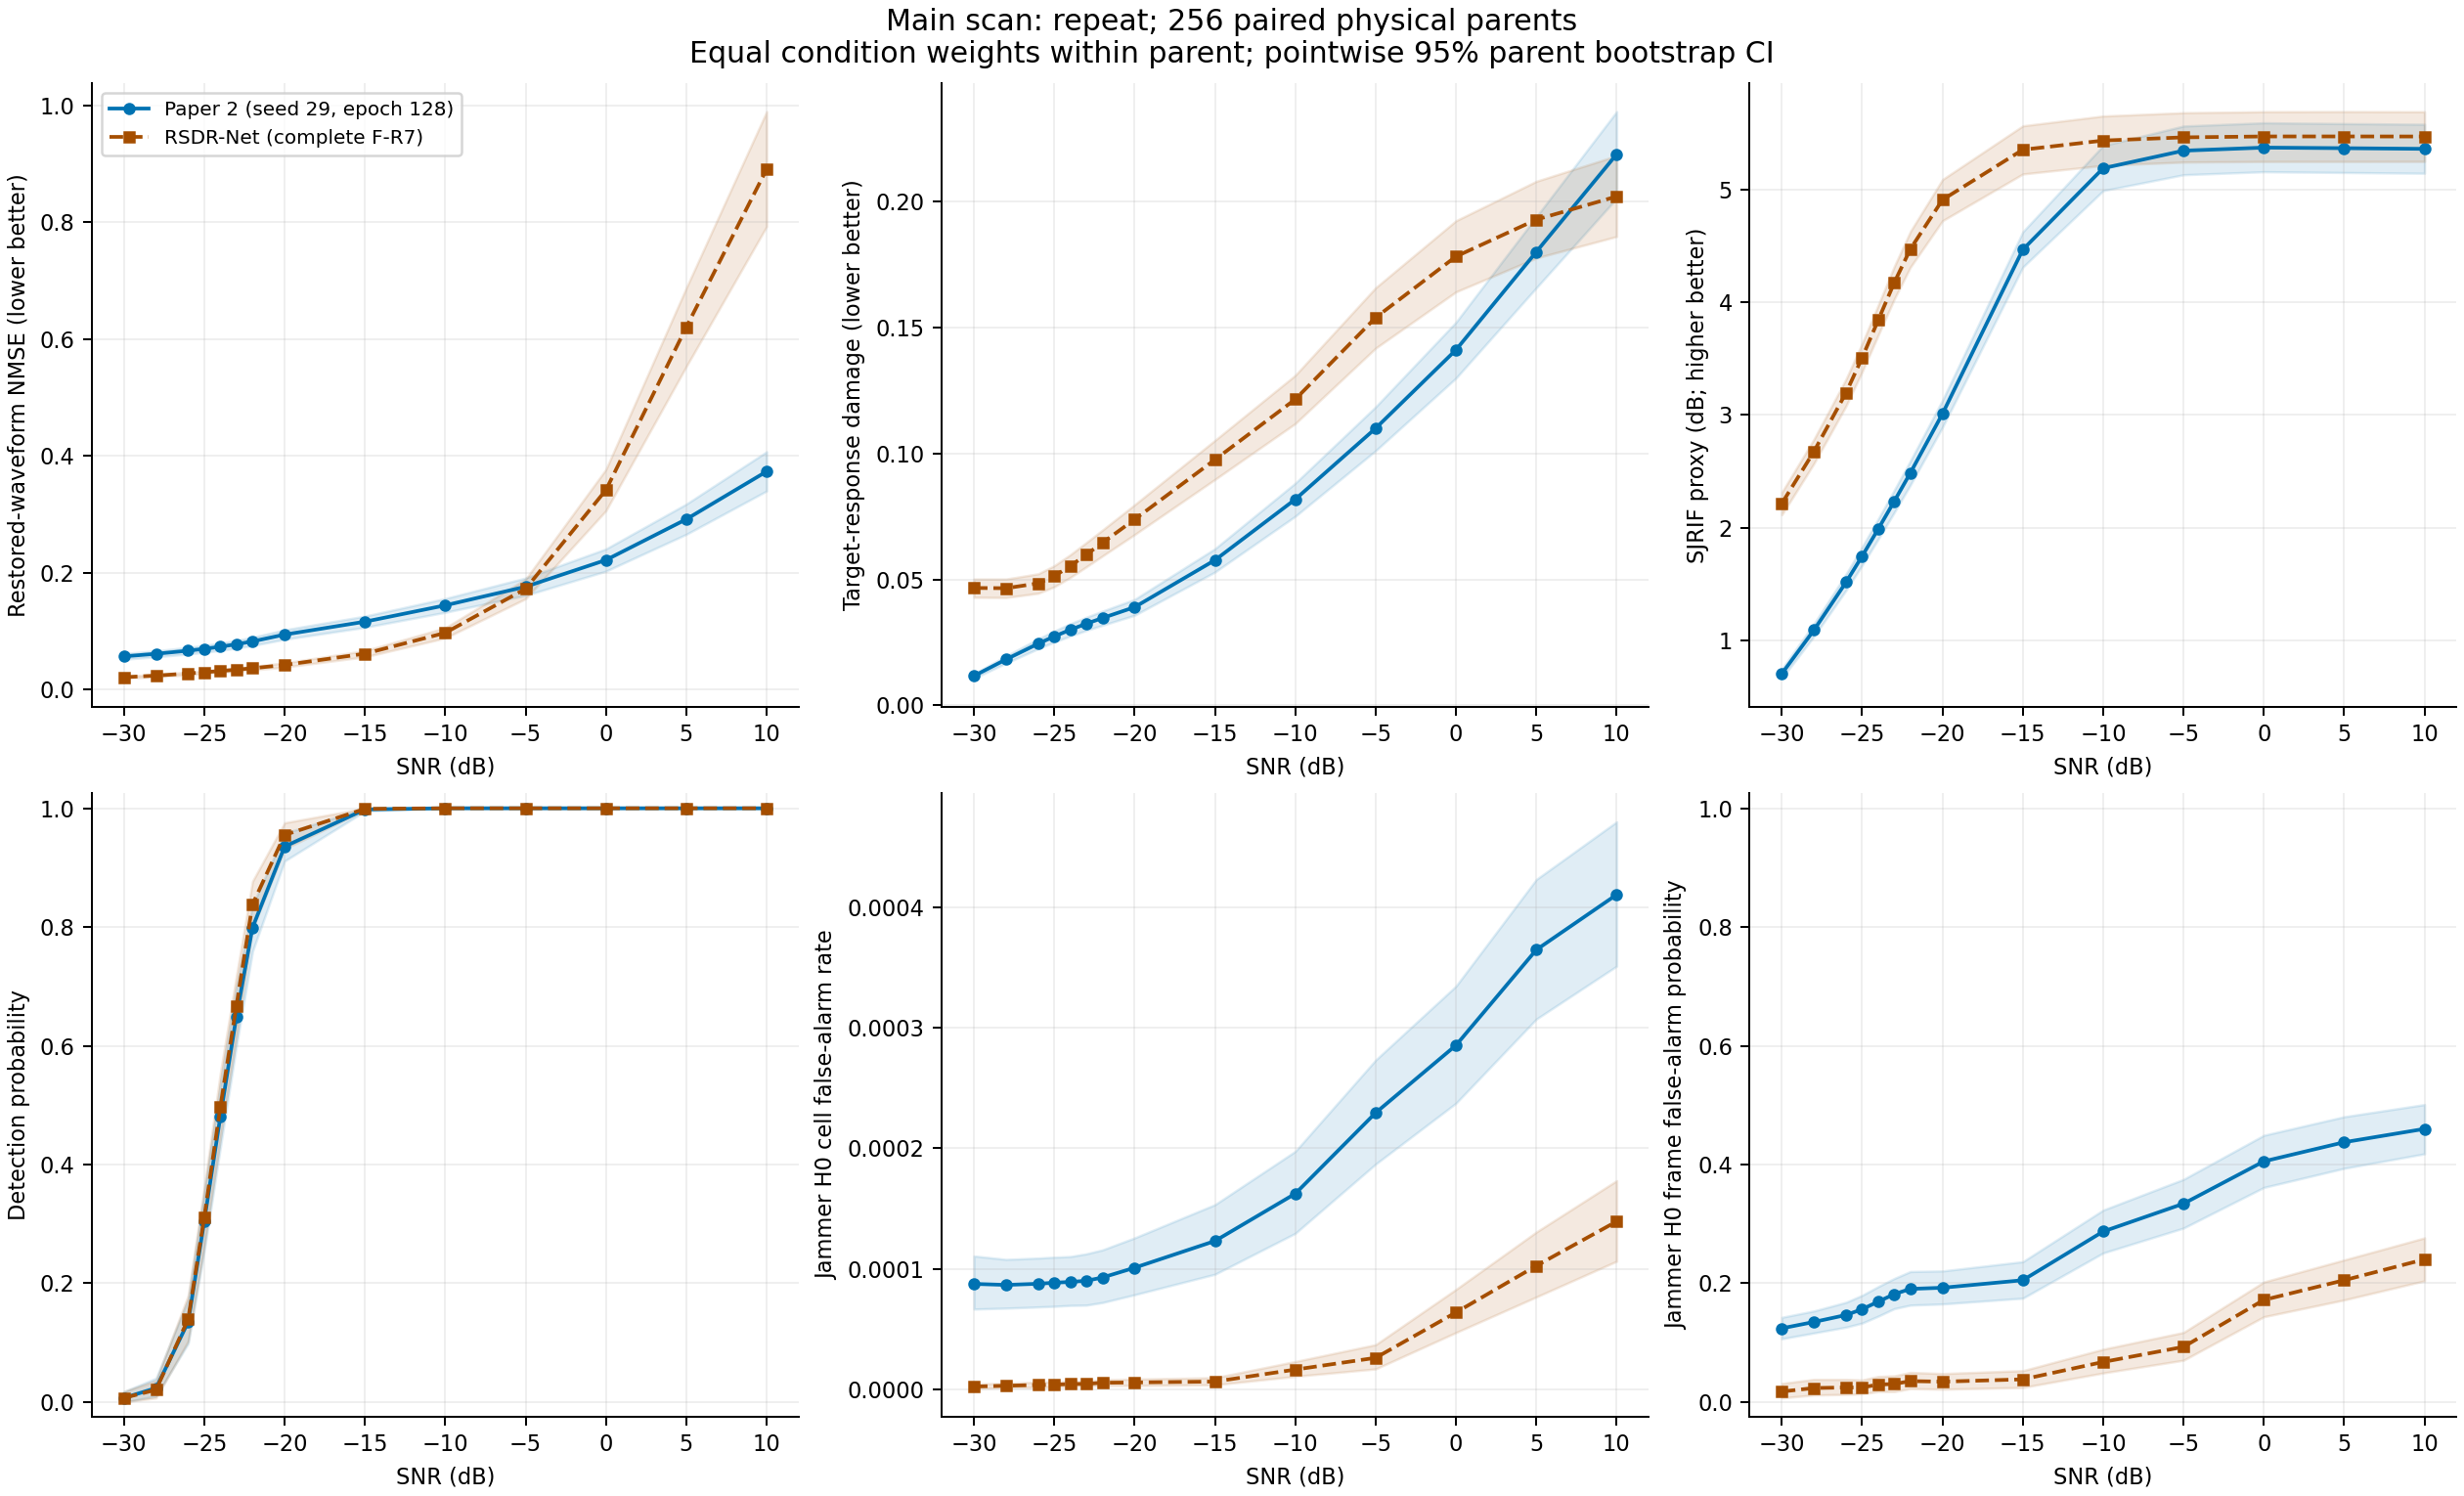 Main scan: repeat; 256 paired physical parents
Equal condition weights within parent; pointwise 95% parent bootstrap CI
Restored-waveform NMSE (lower better)
1.0
0.8
0.6
0.4
0.2
0.0
Paper 2 (seed 29, epoch 128)
RSDR-Net (complete F-R7)
−30 −25 −20 −15 −10 −5 0 5 10
SNR (dB)
Target-response damage (lower better)
0.20
0.15
0.10
0.05
0.00
−30 −25 −20 −15 −10 −5 0 5 10
SNR (dB)
SJRIF proxy (dB; higher better)
5
4
3
2
1
−30 −25 −20 −15 −10 −5 0 5 10
SNR (dB)
Detection probability
1.0
0.8
0.6
0.4
0.2
0.0
−30 −25 −20 −15 −10 −5 0 5 10
SNR (dB)
Jammer H0 cell false-alarm rate
0.0004
0.0003
0.0002
0.0001
0.0000
−30 −25 −20 −15 −10 −5 0 5 10
SNR (dB)
Jammer H0 frame false-alarm probability
1.0
0.8
0.6
0.4
0.2
0.0
−30 −25 −20 −15 −10 −5 0 5 10
SNR (dB)